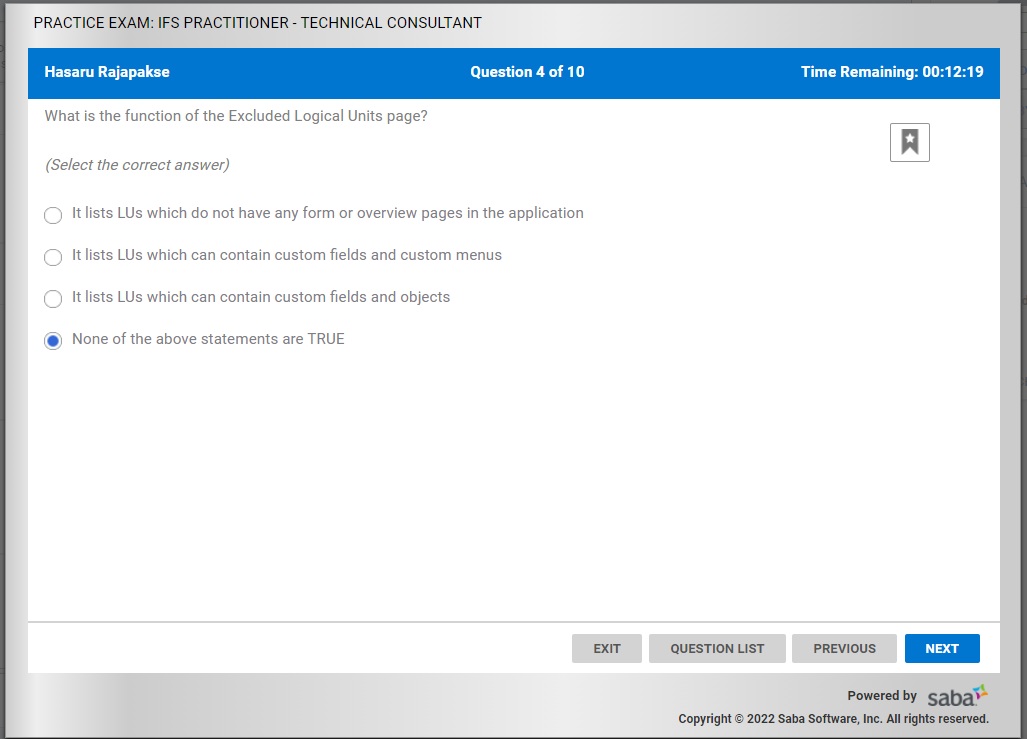 PRACTICE EXAM: IFS PRACTITIONER - TECHNICAL CONSULTANT
Hasaru Rajapakse Question 4 of 10 Time Remaining: 00:12:19
What is the function of the Excluded Logical Units page?
(Select the correct answer)
It lists LUs which do not have any form or overview pages in the application
It lists LUs which can contain custom fields and custom menus
It lists LUs which can contain custom fields and objects
None of the above statements are TRUE
EXIT QUESTION LIST PREVIOUS NEXT
Powered by saba
Copyright © 2022 Saba Software, Inc. All rights reserved.